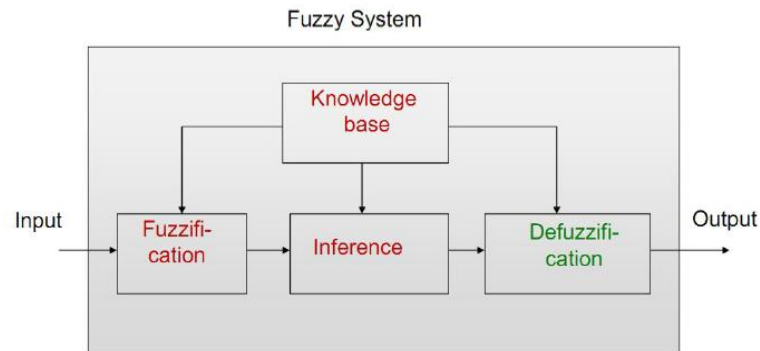 Fuzzy System
Knowledge
base
Input
Fuzzifi-
cation
Inference
Defuzzifi-
cation
Output